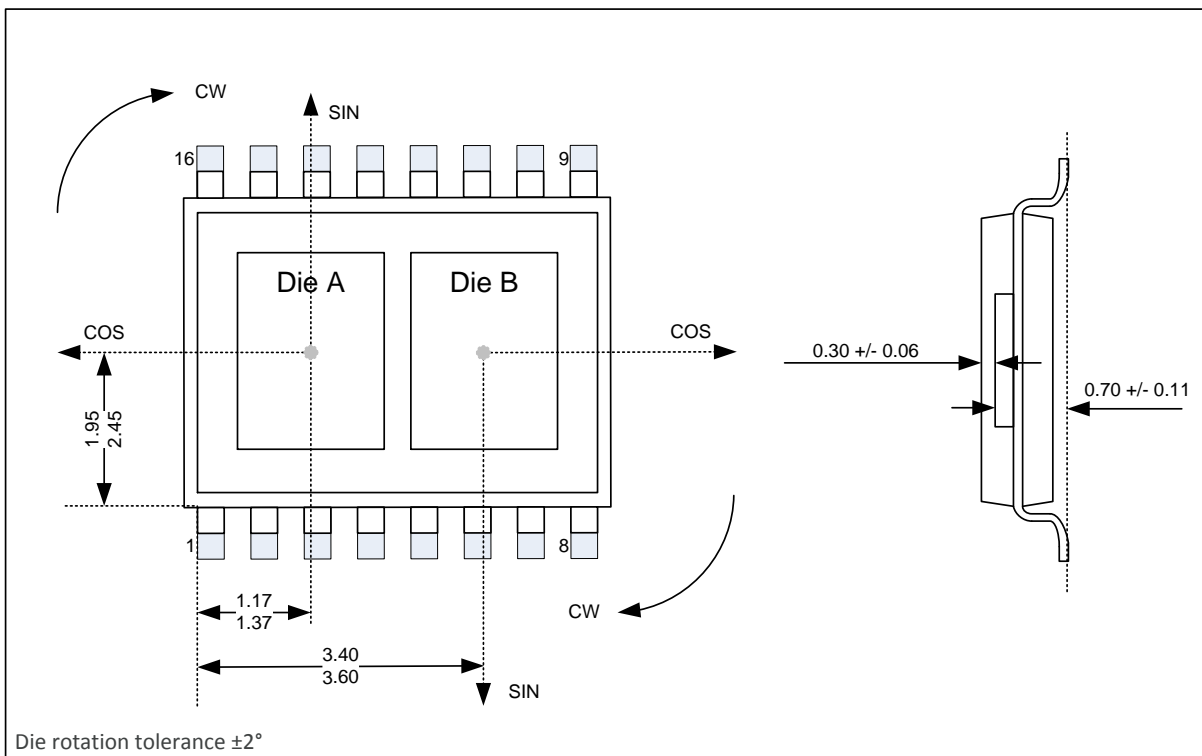 CW
SIN
16
9
Die A
Die B
COS
COS
0.30 +/- 0.06
0.70 +/- 0.11
1.95
2.45
1
8
1.17
1.37
CW
3.40
3.60
SIN
Die rotation tolerance ±2°